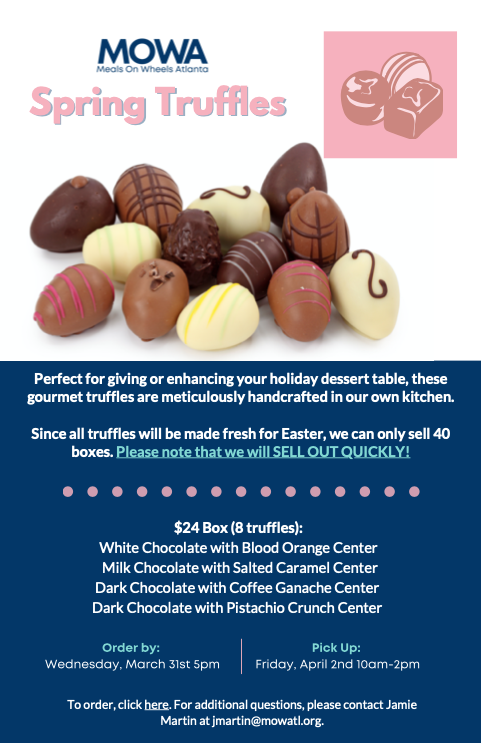 MOWA
Meals On Wheels Atlanta
Spring Truffles
Perfect for giving or enhancing your holiday dessert table, these
gourmet truffles are meticulously handcrafted in our own kitchen.
Since all truffles will be made fresh for Easter, we can only sell 40
boxes. Please note that we will SELL OUT QUICKLY!
$24 Box (8 truffles):
White Chocolate with Blood Orange Center
Milk Chocolate with Salted Caramel Center
Dark Chocolate with Coffee Ganache Center
Dark Chocolate with Pistachio Crunch Center
Order by:
Wednesday, March 31st 5pm
Pick Up:
Friday, April 2nd 10am-2pm
To order, click here. For additional questions, please contact Jamie
Martin at jmartin@mowatl.org.